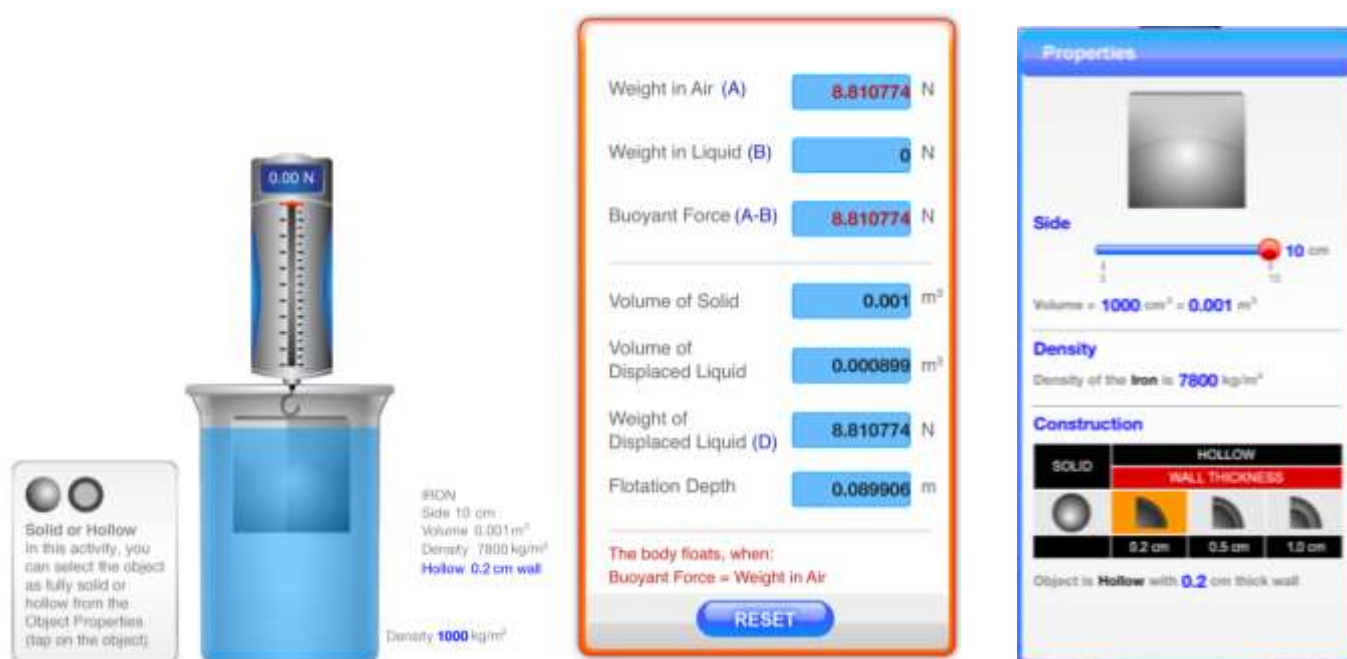 0.00 N
Solid or Hollow
In this activity, you
can select the object
as fully solid or
hollow from the
Object Properties
(tap on the object)
IRON
Side 10 cm
Volume 0.001 m³
Density 7800 kg/m³
Hollow 0.2 cm wall
Density 1000 kg/m³
Weight in Air (A) 8.810774 N
Weight in Liquid (B) 0 N
Buoyant Force (A-B) 8.810774 N
Volume of Solid 0.001 m³
Volume of
Displaced Liquid 0.000899 m³
Weight of
Displaced Liquid (D) 8.810774 N
Flotation Depth 0.089906 m
The body floats, when:
Buoyant Force = Weight in Air
RESET
Properties
Side
10 cm
10
Volume = 1000 cm³ = 0.001 m³
Density
Density of the Iron is 7800 kg/m³
Construction
SOLID HOLLOW
WALL THICKNESS
0.2 cm 0.5 cm 1.0 cm
Object is Hollow with 0.2 cm thick wall